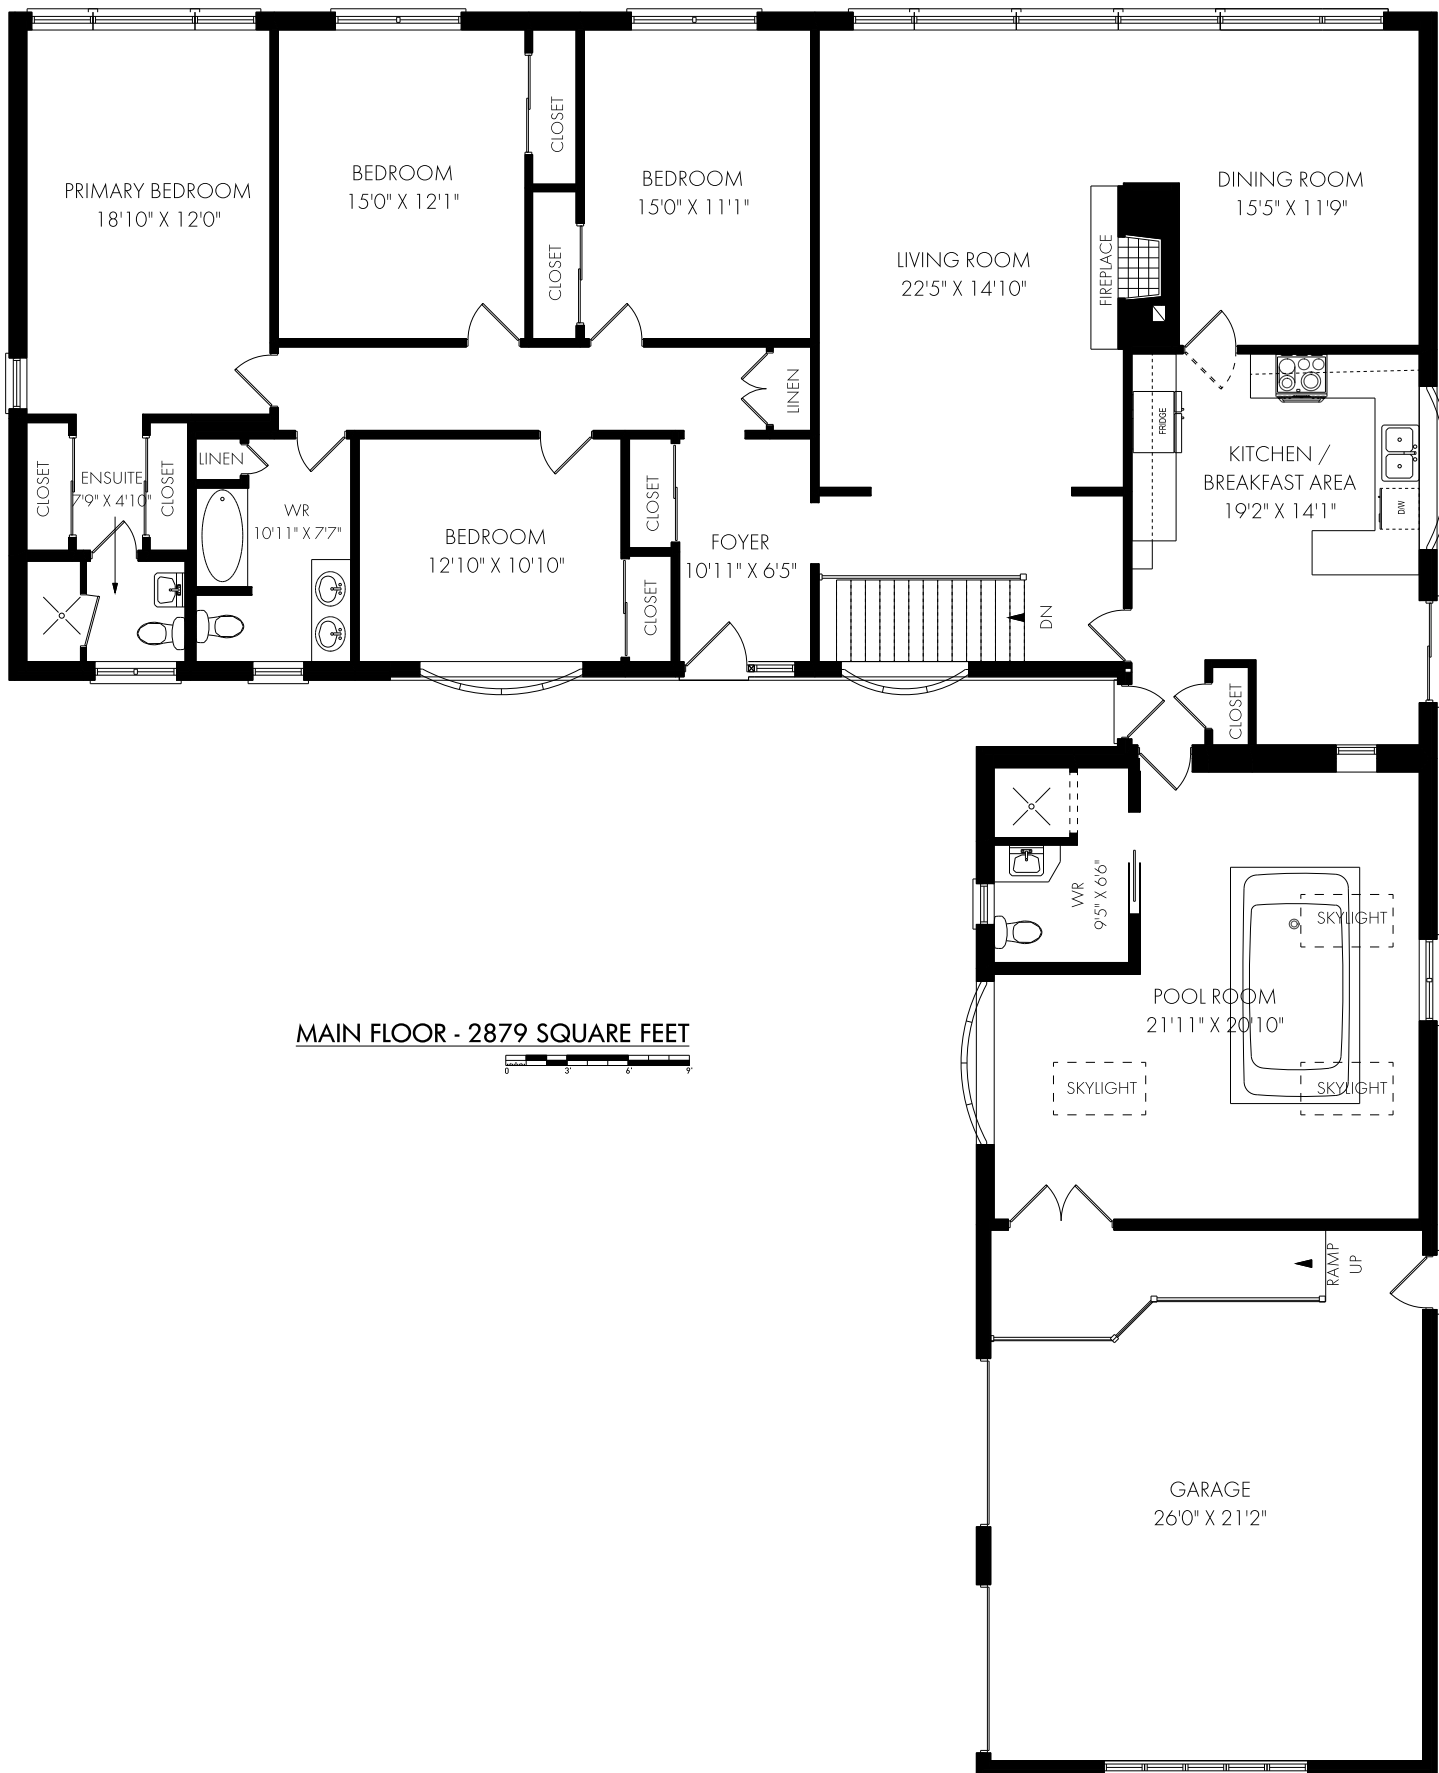 PRIMARY BEDROOM
18'10" X 12'0"
BEDROOM
15'0" X 12'1"
CLOSET
CLOSET
BEDROOM
15'0" X 11'1"
LIVING ROOM
22'5" X 14'10"
FIREPLACE
DINING ROOM
15'5" X 11'9"
LINEN
FRIDGE
KITCHEN /
BREAKFAST AREA
19'2" X 14'1"
D/W
CLOSET
ENSUITE
7'9" X 4'10"
CLOSET
LINEN
WR
10'11" X 7'7"
BEDROOM
12'10" X 10'10"
CLOSET
CLOSET
FOYER
10'11" X 6'5"
DN
CLOSET
WR
9'5" X 6'6"
SKYLIGHT
POOL ROOM
21'11" X 20'10"
SKYLIGHT
SKYLIGHT
MAIN FLOOR - 2879 SQUARE FEET
0 3' 6' 9'
RAMP
UP
GARAGE
26'0" X 21'2"